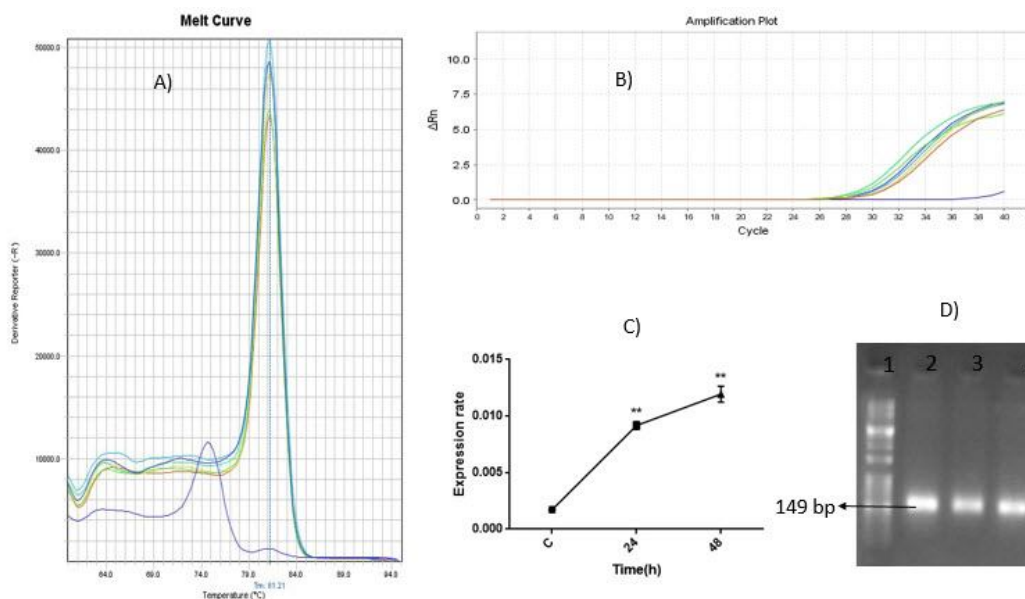 Melt Curve
A)
50000.0
40000.0
30000.0
20000.0
10000.0
Derivative Reporter (-R
64.0 69.0 74.0 79.0 84.0 89.0 94.0
Tm: 81.21
Temperature (°C)
Amplification Plot
B)
10.0
7.5
5.0
2.5
0.0
ΔRn
0 2 4 6 8 10 12 14 16 18 20 22 24 26 28 30 32 34 36 38 40
Cycle
C)
0.015
0.010
0.005
0.000
Expression rate
**
**
C 24 48
Time(h)
D)
1 2 3
149 bp